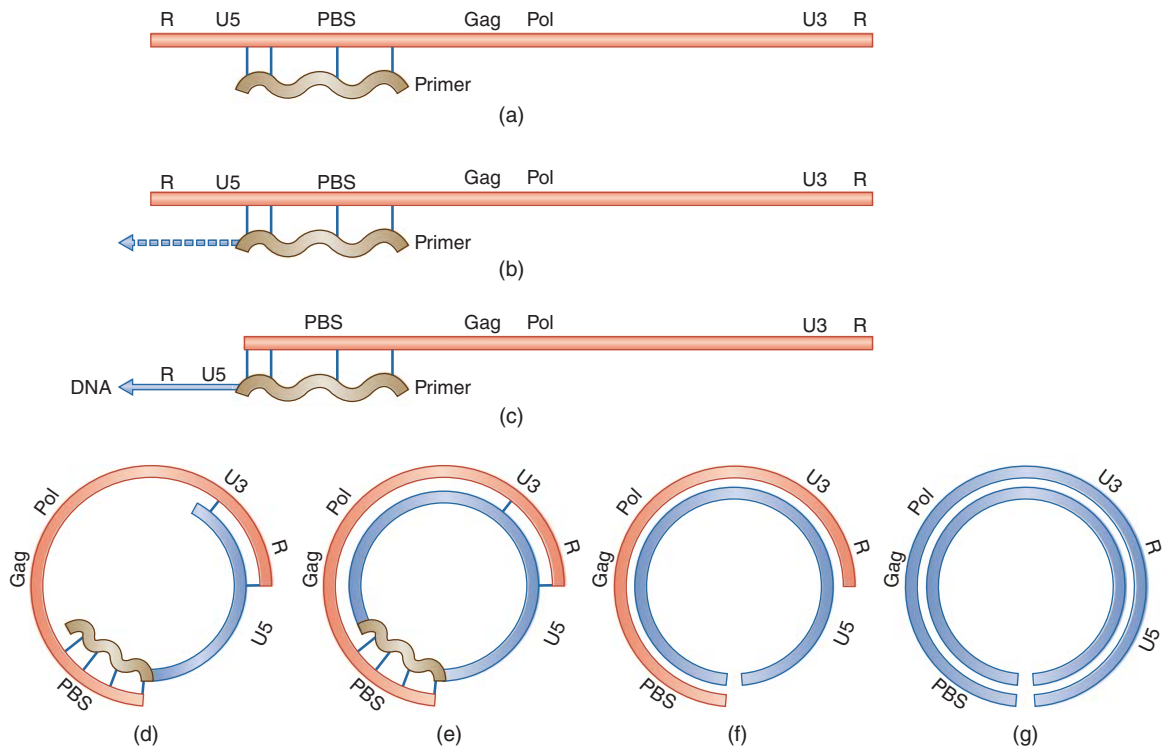 R U5 PBS Gag Pol U3 R
Primer
(a)
R U5 PBS Gag Pol U3 R
Primer
(b)
PBS Gag Pol U3 R
DNA R U5 Primer
(c)
Gag Pol U3 R U5 PBS
(d)
Gag Pol U3 R U5 PBS
(e)
Gag Pol U3 R U5
(f)
Gag Pol U3 R U5 PBS
(g)